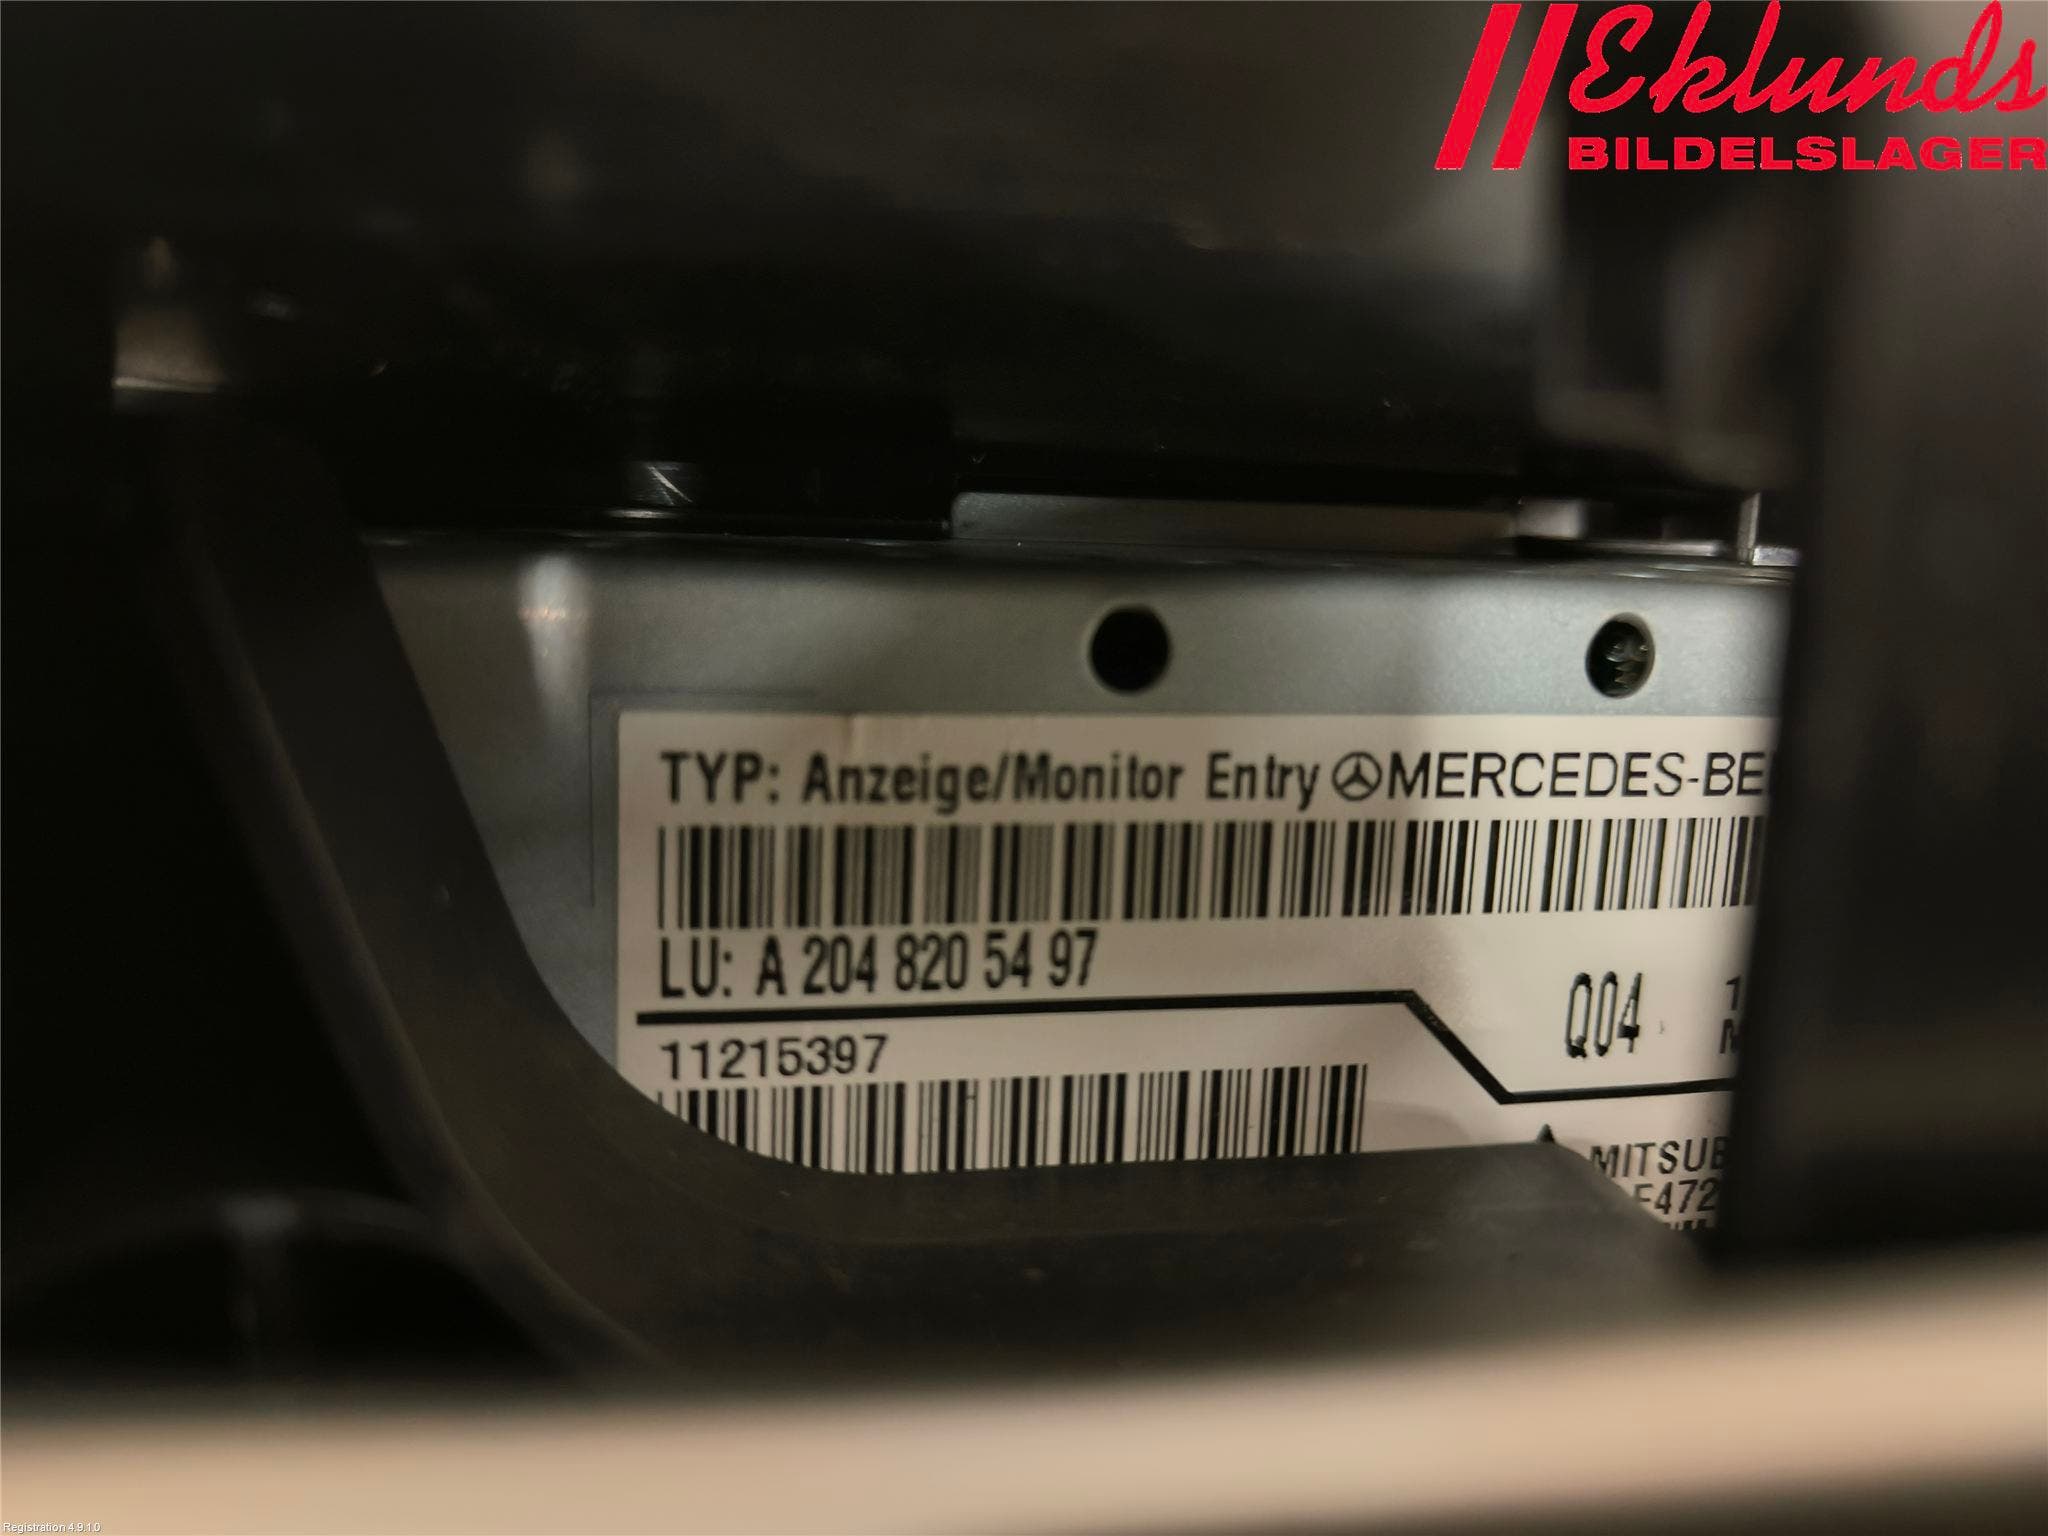 Eklunds
BILDELSLAGER
TYP: Anzeige/Monitor Entry MERCEDES-BE
LU: A 204 820 54 97
Q04
11215397
MITSUB
F472
Registration 4.9.1.0